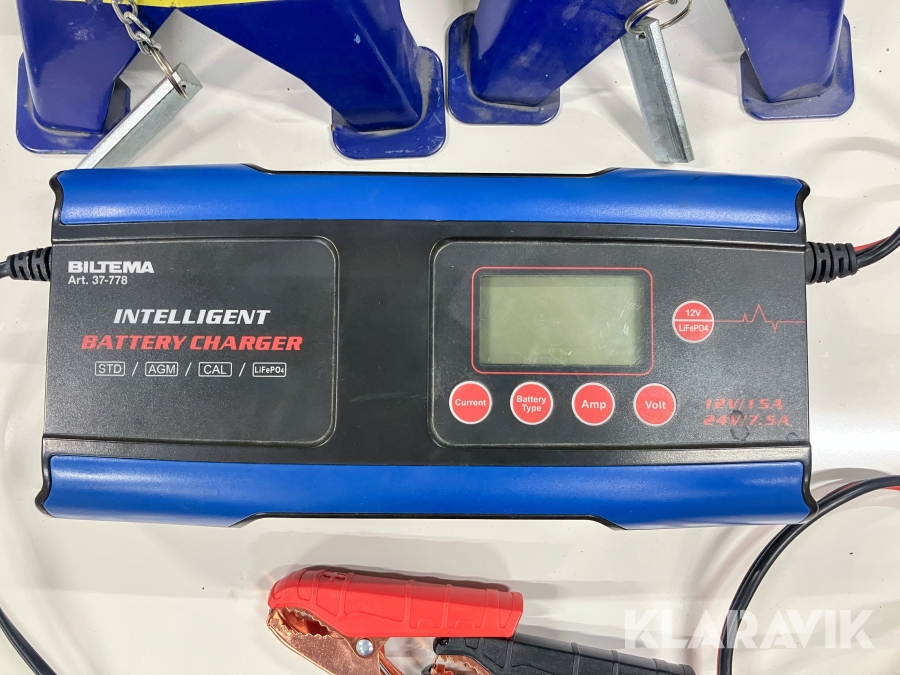 BILTEMA
Art. 37-778
INTELLIGENT
BATTERY CHARGER
STD / AGM / CAL / LiFePO4
12V
LiFePO4
Current
Battery
Type
Amp
Volt
12V/15A
24V/7.5A
KLARAVIK